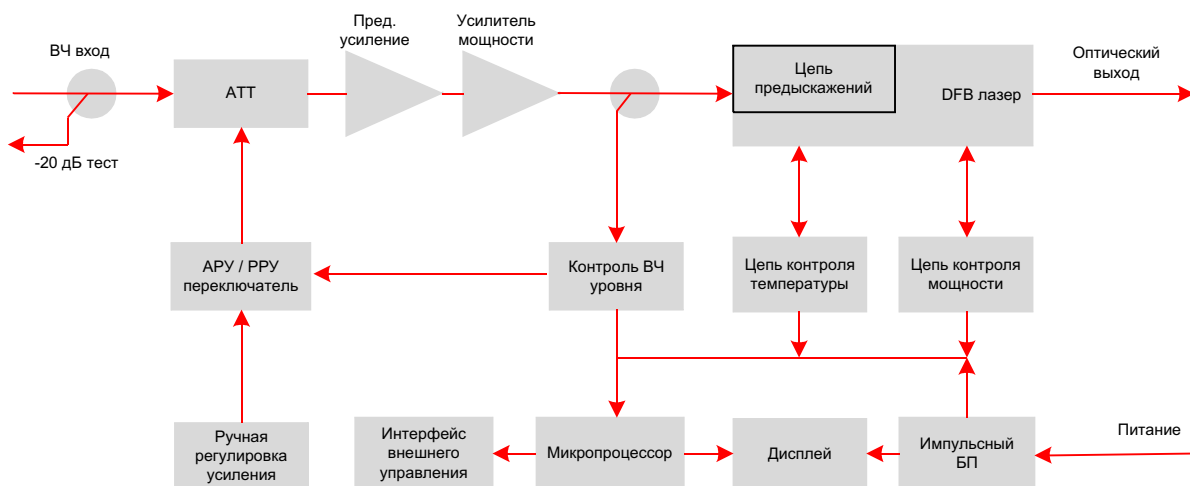 Пред.
усиление
Усилитель
мощности
ВЧ вход
АТТ
Цепь
предыскажений
DFB лазер
Оптический
выход
-20 дБ тест
АРУ / РРУ
переключатель
Контроль ВЧ
уровня
Цепь контроля
температуры
Цепь контроля
мощности
Ручная
регулировка
усиления
Интерфейс
внешнего
управления
Микропроцессор
Дисплей
Импульсный
БП
Питание